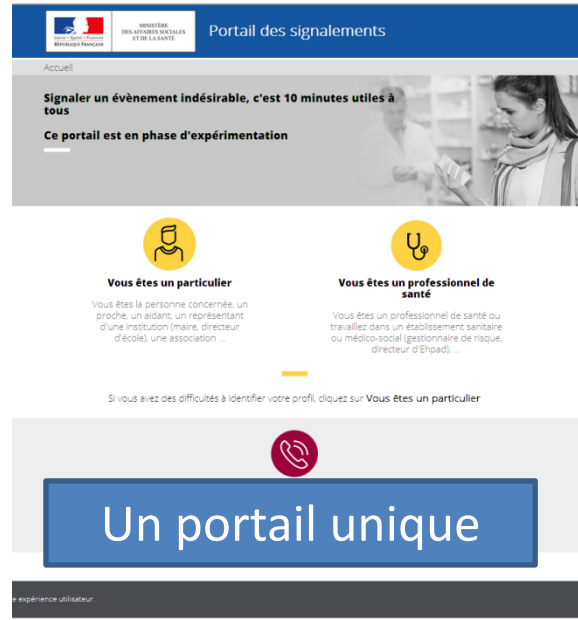 Liberté • Égalité • Fraternité
RÉPUBLIQUE FRANÇAISE
MINISTÈRE
DES AFFAIRES SOCIALES
ET DE LA SANTÉ
Portail des signalements
Accueil
Signaler un évènement indésirable, c'est 10 minutes utiles à
tous
Ce portail est en phase d'expérimentation
Vous êtes un particulier
Vous êtes la personne concernée, un
proche, un aidant, un représentant
d'une institution (maire, directeur
d'école), une association ...
Vous êtes un professionnel de
santé
Vous êtes un professionnel de santé ou
travaillez dans un établissement sanitaire
ou médico-social (gestionnaire de risque,
directeur d'Ehpad), ...
Si vous avez des difficultés à identifier votre profil, cliquez sur Vous êtes un particulier
Un portail unique
e expérience utilisateur.